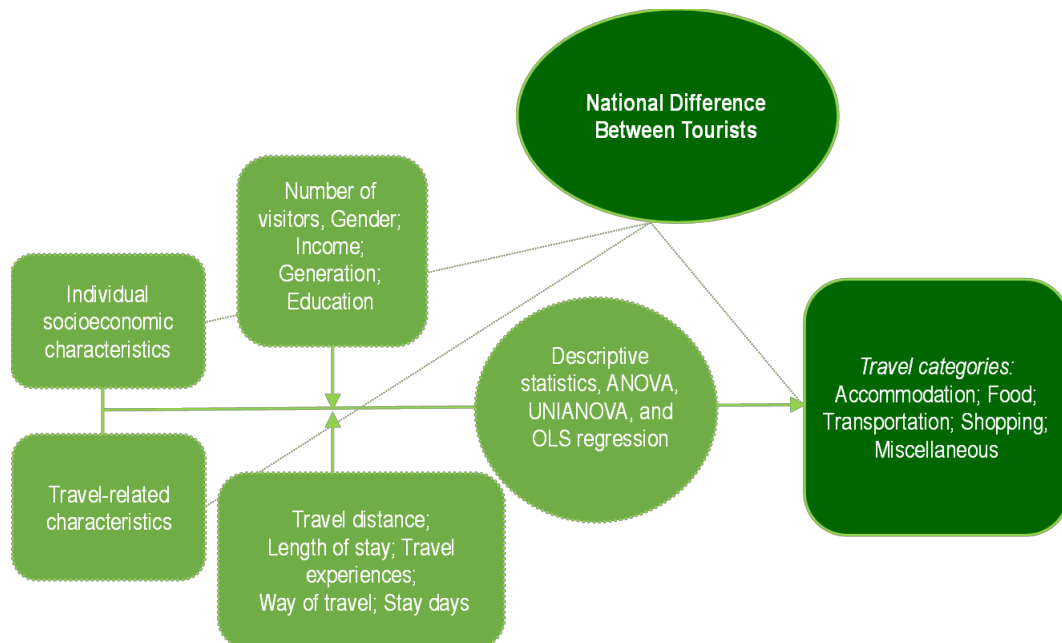 National Difference
Between Tourists
Number of
visitors, Gender;
Income;
Generation;
Education
Individual
socioeconomic
characteristics
Descriptive
statistics, ANOVA,
UNIANOVA, and
OLS regression
Travel categories:
Accommodation; Food;
Transportation; Shopping;
Miscellaneous
Travel-related
characteristics
Travel distance;
Length of stay; Travel
experiences;
Way of travel; Stay days